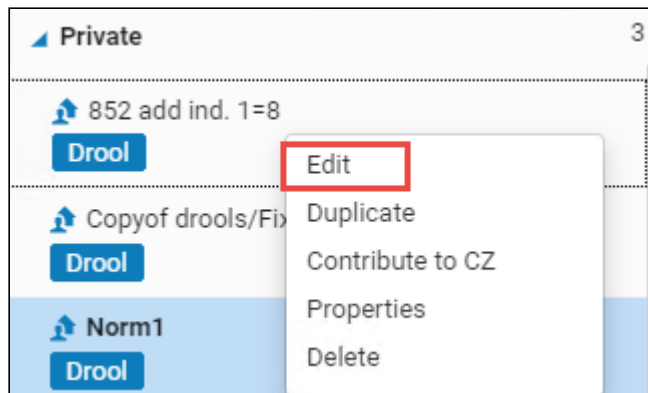 Private 3
852 add ind. 1=8
Drool
Edit
Duplicate
Copyof drools/Fix
Drool
Contribute to CZ
Properties
Norm1
Delete
Drool